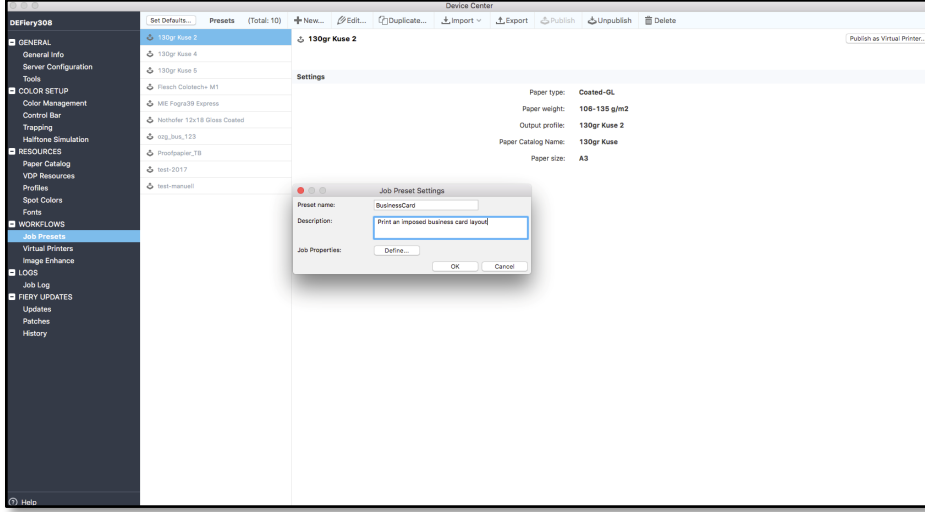 Device Center
DEFiery308
Set Defaults... Presets (Total: 10) New... Edit... Duplicate... Import Export Publish Unpublish Delete
GENERAL
General Info
Server Configuration
Tools
COLOR SETUP
Color Management
Control Bar
Trapping
Halftone Simulation
RESOURCES
Paper Catalog
VDP Resources
Profiles
Spot Colors
Fonts
WORKFLOWS
Job Presets
Virtual Printers
Image Enhance
LOGS
Job Log
FIERY UPDATES
Updates
Patches
History
Help
130gr Kuse 2
130gr Kuse 4
130gr Kuse 5
Flesch Colotech+ M1
MIE Fogra39 Express
Nothofer 12x18 Gloss Coated
ozg_bus_123
Proofpapier_TB
test-2017
test-manuell
130gr Kuse 2
Publish as Virtual Printer...
Settings
Paper type: Coated-GL
Paper weight: 106-135 g/m2
Output profile: 130gr Kuse 2
Paper Catalog Name: 130gr Kuse
Paper size: A3
Job Preset Settings
Preset name: BusinessCard
Description: Print an imposed business card layout
Job Properties: Define...
OK Cancel